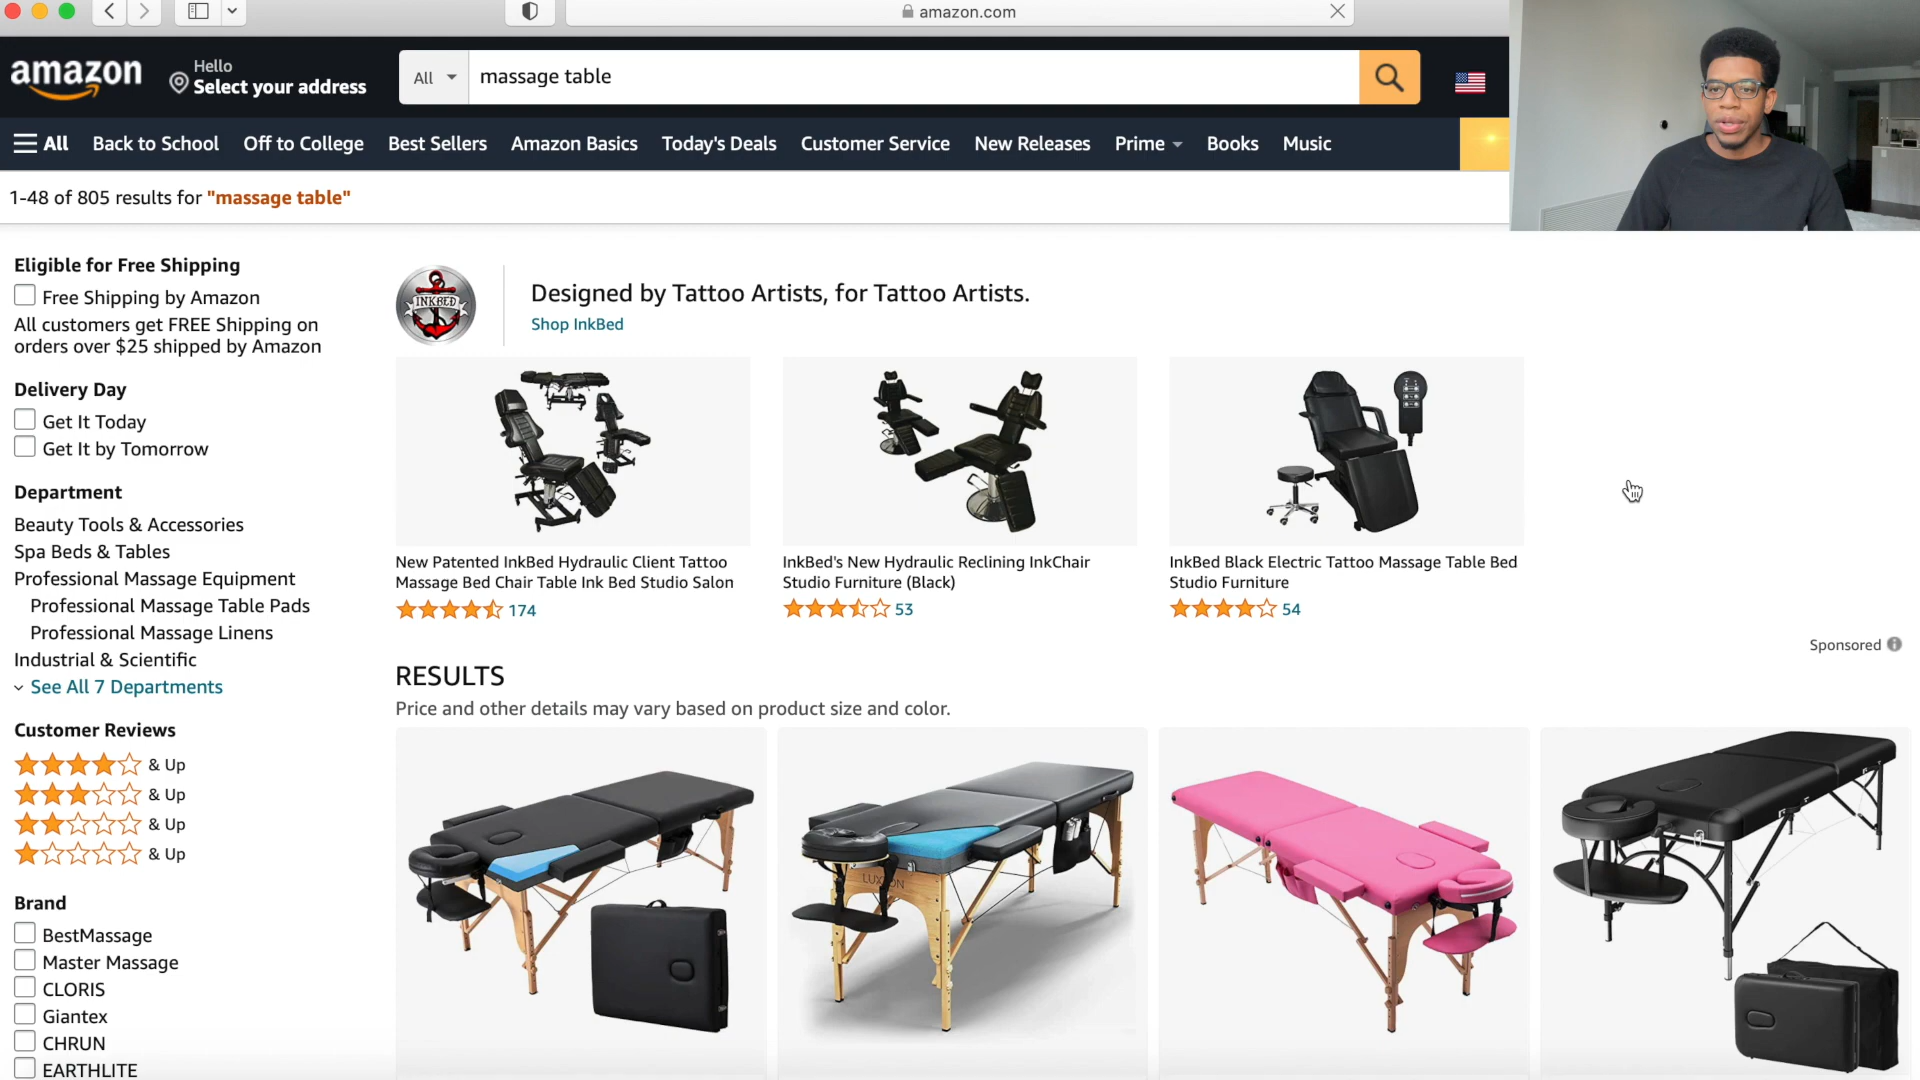 amazon.com
amazon
Hello
Select your address
All
massage table
All
Back to School
Off to College
Best Sellers
Amazon Basics
Today's Deals
Customer Service
New Releases
Prime
Books
Music
1-48 of 805 results for "massage table"
Eligible for Free Shipping
Free Shipping by Amazon
All customers get FREE Shipping on
orders over $25 shipped by Amazon
Delivery Day
Get It Today
Get It by Tomorrow
Department
Beauty Tools & Accessories
Spa Beds & Tables
Professional Massage Equipment
Professional Massage Table Pads
Professional Massage Linens
Industrial & Scientific
See All 7 Departments
Customer Reviews
& Up
& Up
& Up
& Up
Brand
BestMassage
Master Massage
CLORIS
Giantex
CHRUN
EARTHLITE
INKBED
Designed by Tattoo Artists, for Tattoo Artists.
Shop InkBed
New Patented InkBed Hydraulic Client Tattoo
Massage Bed Chair Table Ink Bed Studio Salon
174
InkBed's New Hydraulic Reclining InkChair
Studio Furniture (Black)
53
InkBed Black Electric Tattoo Massage Table Bed
Studio Furniture
54
Sponsored
RESULTS
Price and other details may vary based on product size and color.